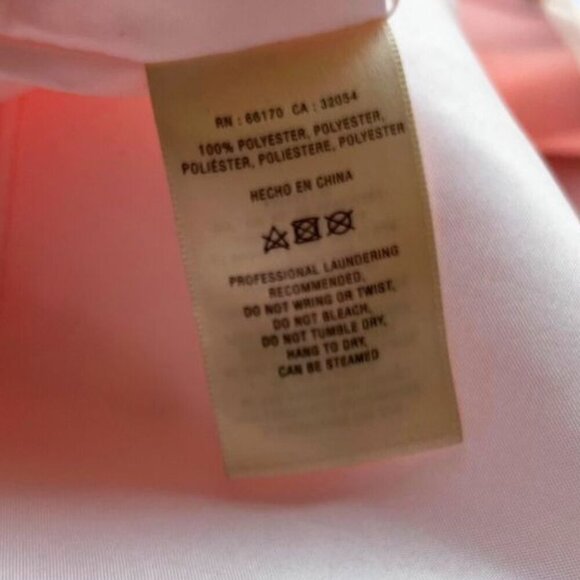 RN : 66170 CA : 32054
100% POLYESTER, POLYESTER,
POLIÉSTER, POLIESTERE, POLYESTER
HECHO EN CHINA
PROFESSIONAL LAUNDERING
RECOMMENDED,
DO NOT WRING OR TWIST,
DO NOT BLEACH,
DO NOT TUMBLE DRY,
HANG TO DRY,
CAN BE STEAMED